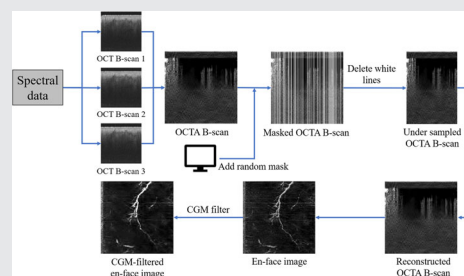 Spectral
data
OCT B-scan 1
OCT B-scan 2
OCT B-scan 3
OCTA B-scan
Add random mask
Masked OCTA B-scan
Delete white
lines
Under sampled
OCTA B-scan
Reconstructed
OCTA B-scan
En-face image
CGM filter
CGM-filtered
en-face image